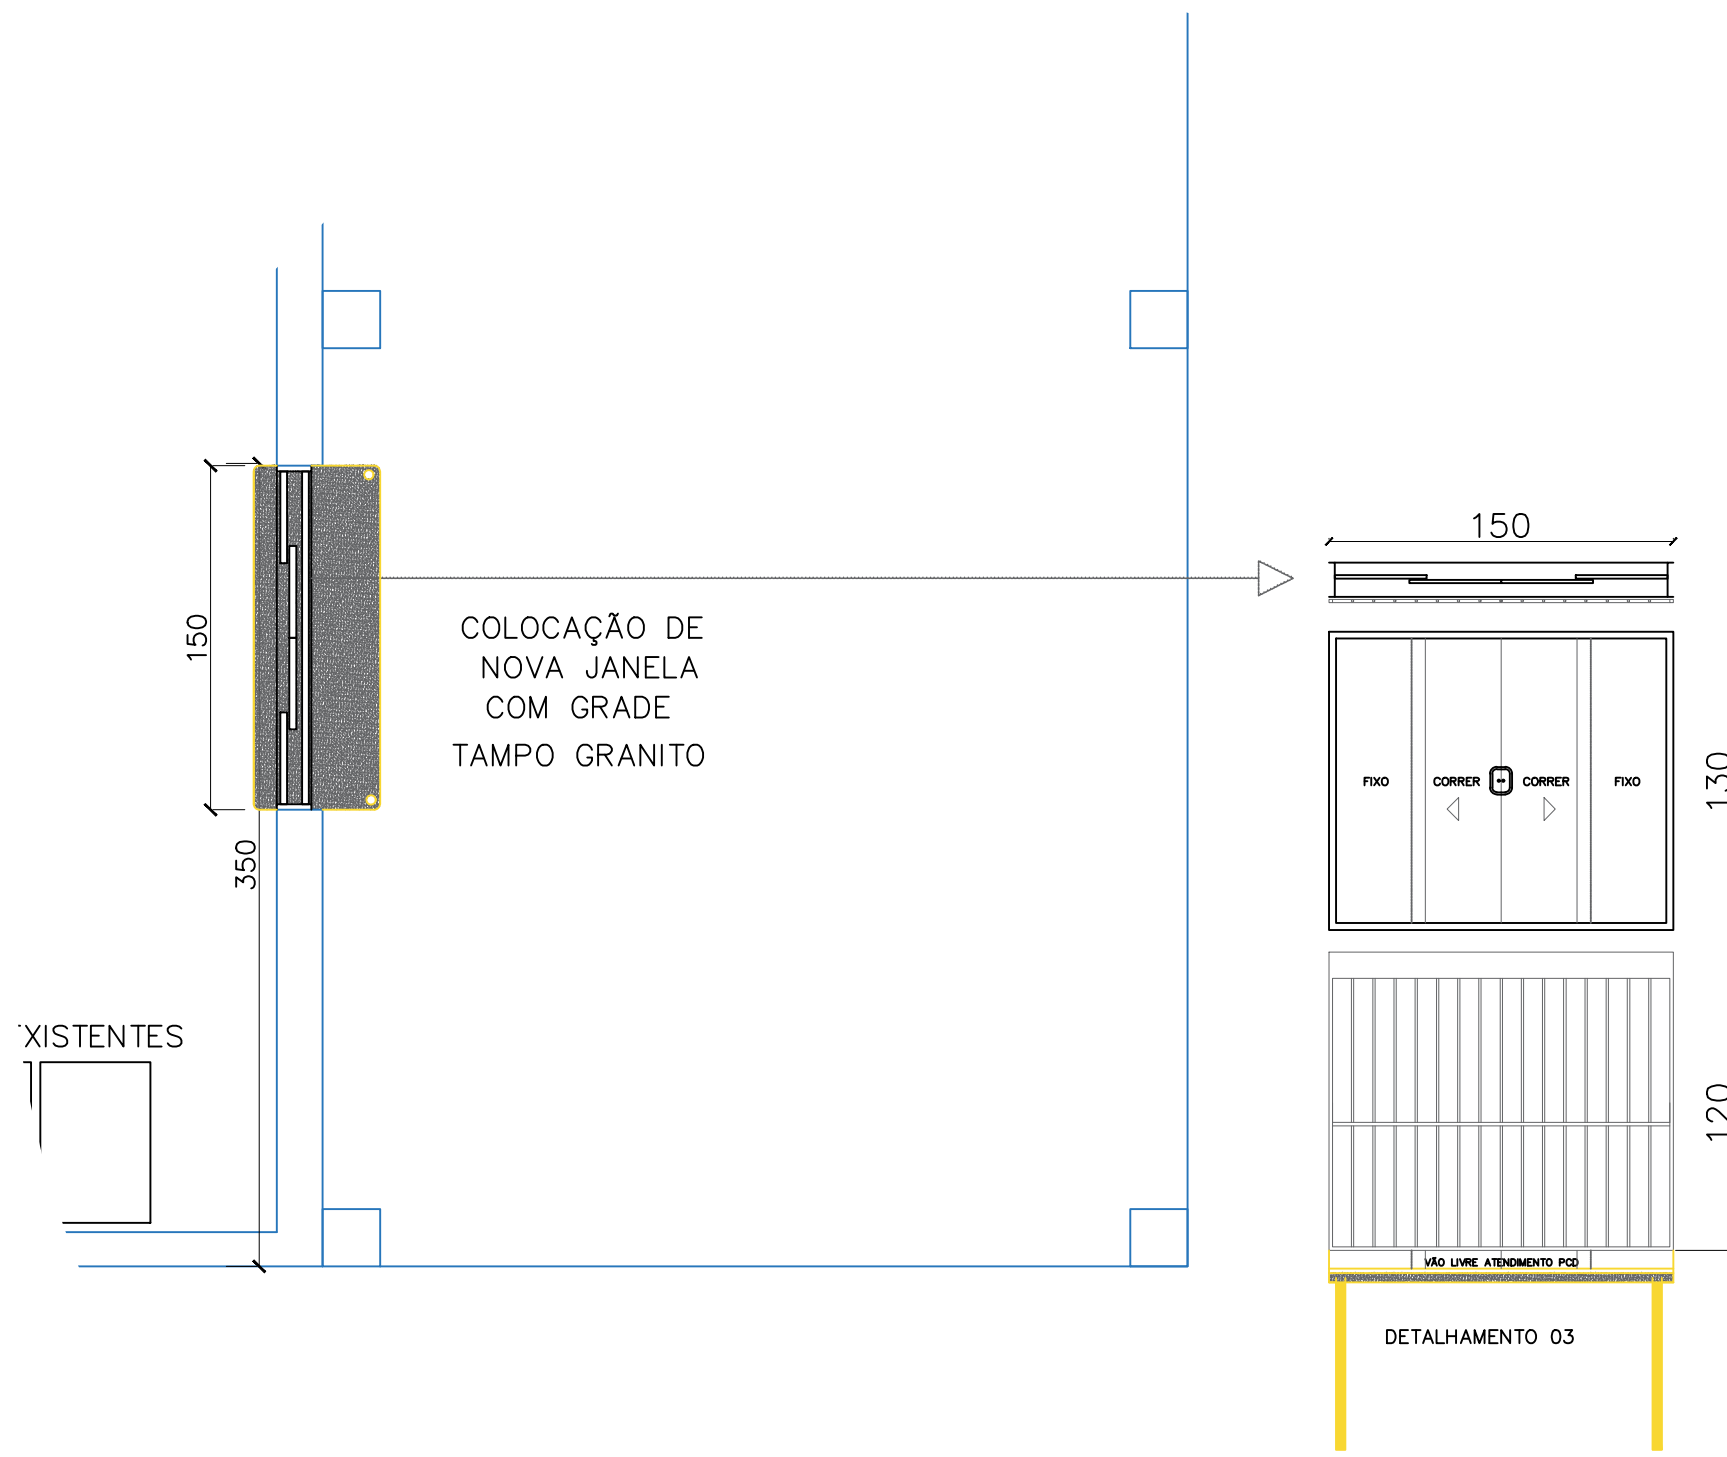 150
150
COLOCAÇÃO DE
NOVA JANELA
COM GRADE
TAMPO GRANITO
130
FIXO
CORRER
CORRER
FIXO
350
XISTENTES
120
VÃO LIVRE ATENDIMENTO PCD
DETALHAMENTO 03